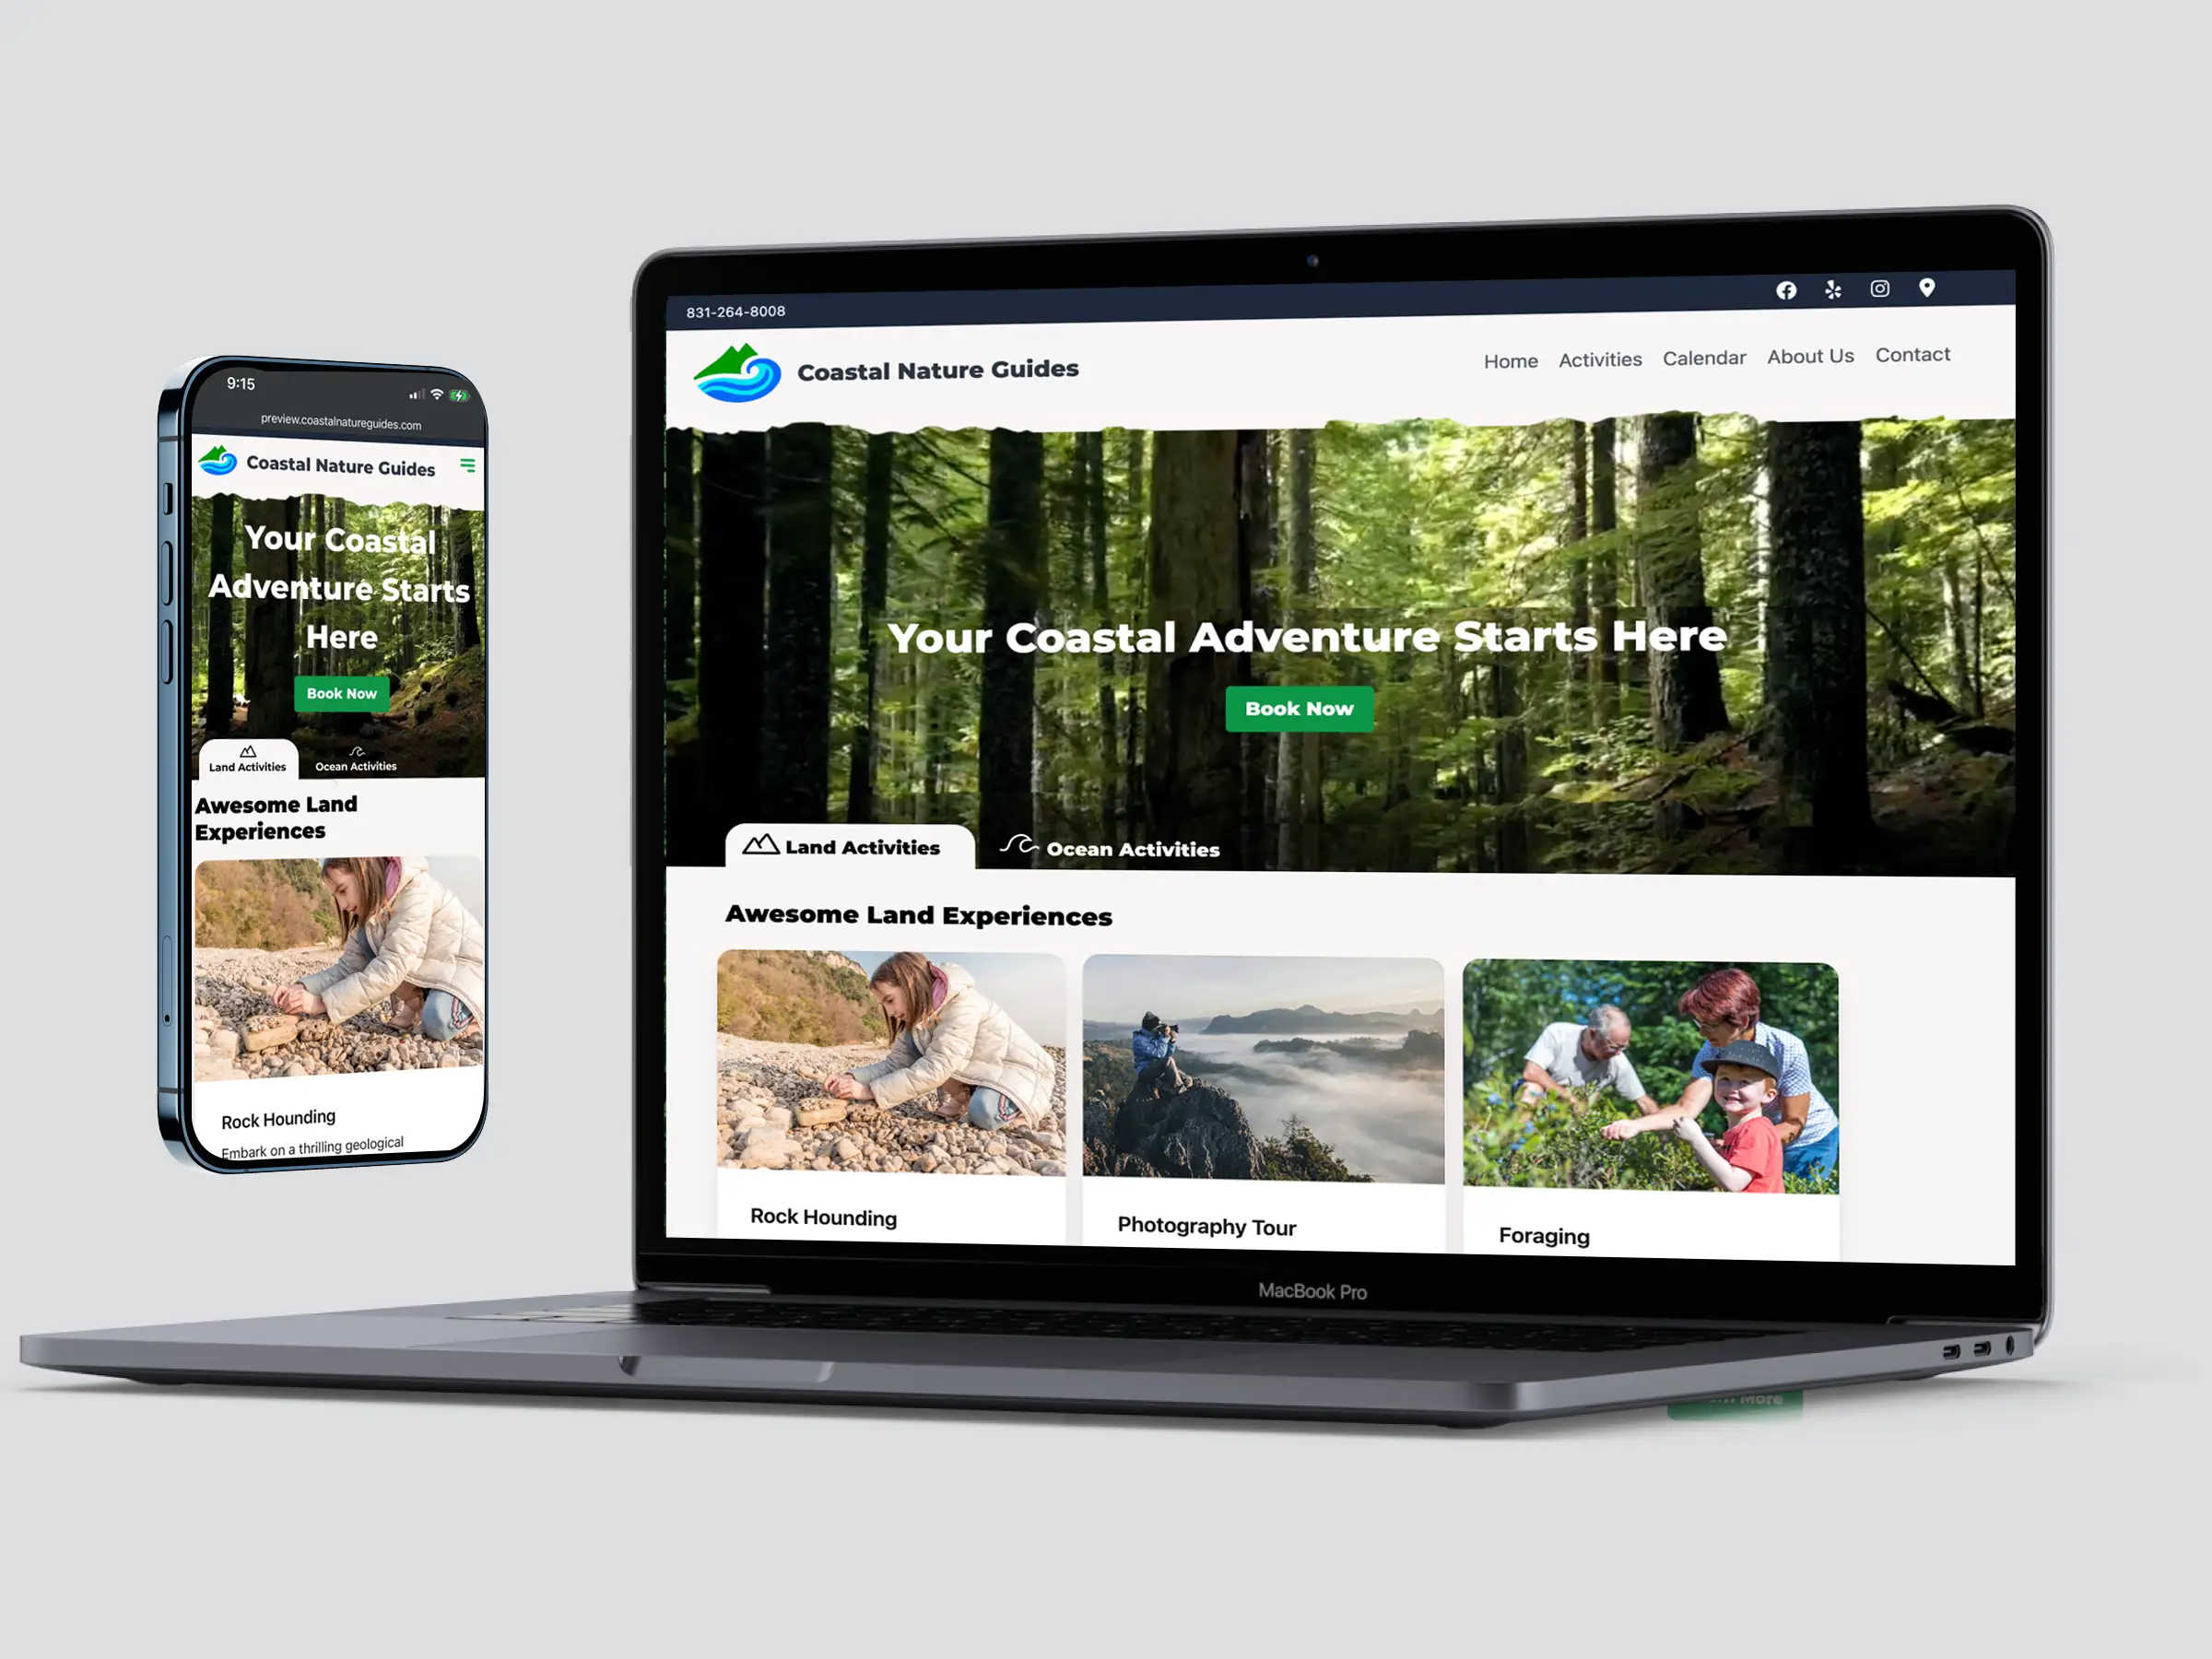 9:15
preview.coastalnatureguides.com
Coastal Nature Guides
Your Coastal
Adventure Starts
Here
Book Now
Land Activities
Ocean Activities
Awesome Land
Experiences
Rock Hounding
Embark on a thrilling geological
831-264-8008
Coastal Nature Guides
Home Activities Calendar About Us Contact
Your Coastal Adventure Starts Here
Book Now
Land Activities
Ocean Activities
Awesome Land Experiences
Rock Hounding
Photography Tour
Foraging
MacBook Pro
More